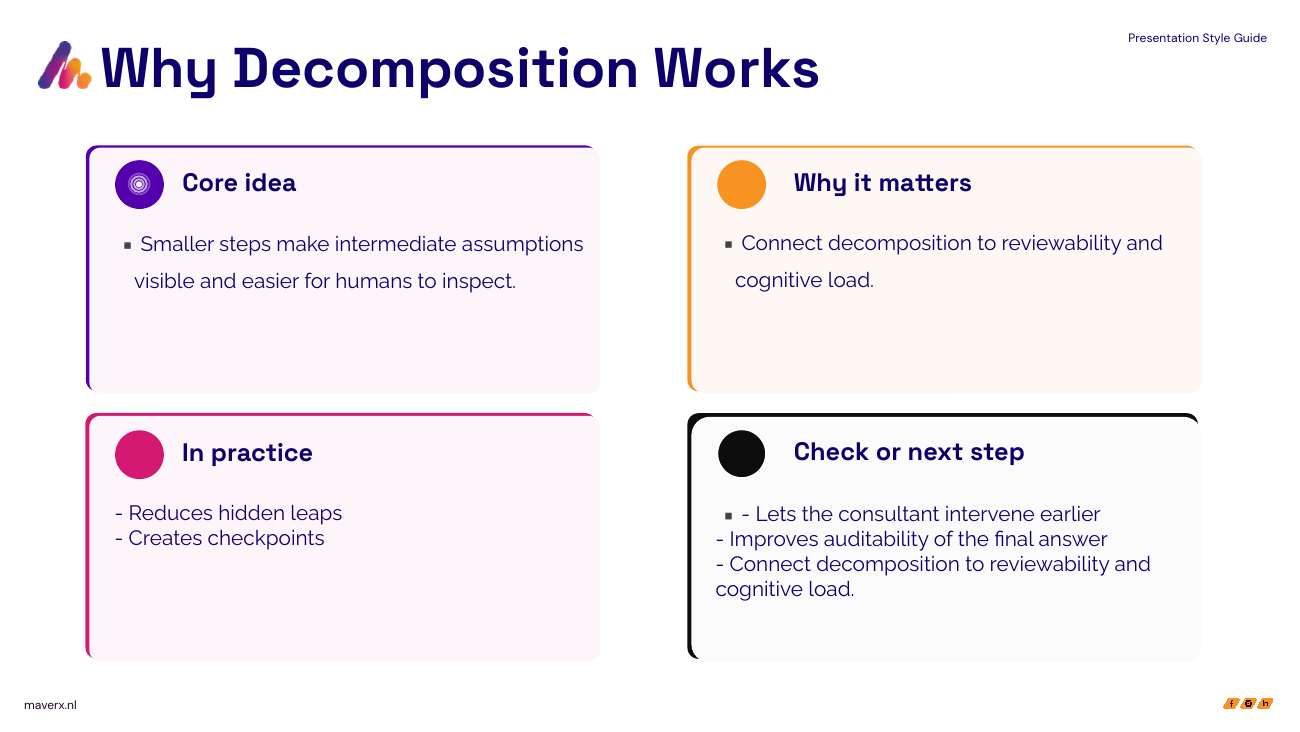 Presentation Style Guide
Why Decomposition Works
Core idea
▪ Smaller steps make intermediate assumptions
visible and easier for humans to inspect.
Why it matters
▪ Connect decomposition to reviewability and
cognitive load.
In practice
- Reduces hidden leaps
- Creates checkpoints
Check or next step
▪ - Lets the consultant intervene earlier
- Improves auditability of the final answer
- Connect decomposition to reviewability and
cognitive load.
maverx.nl